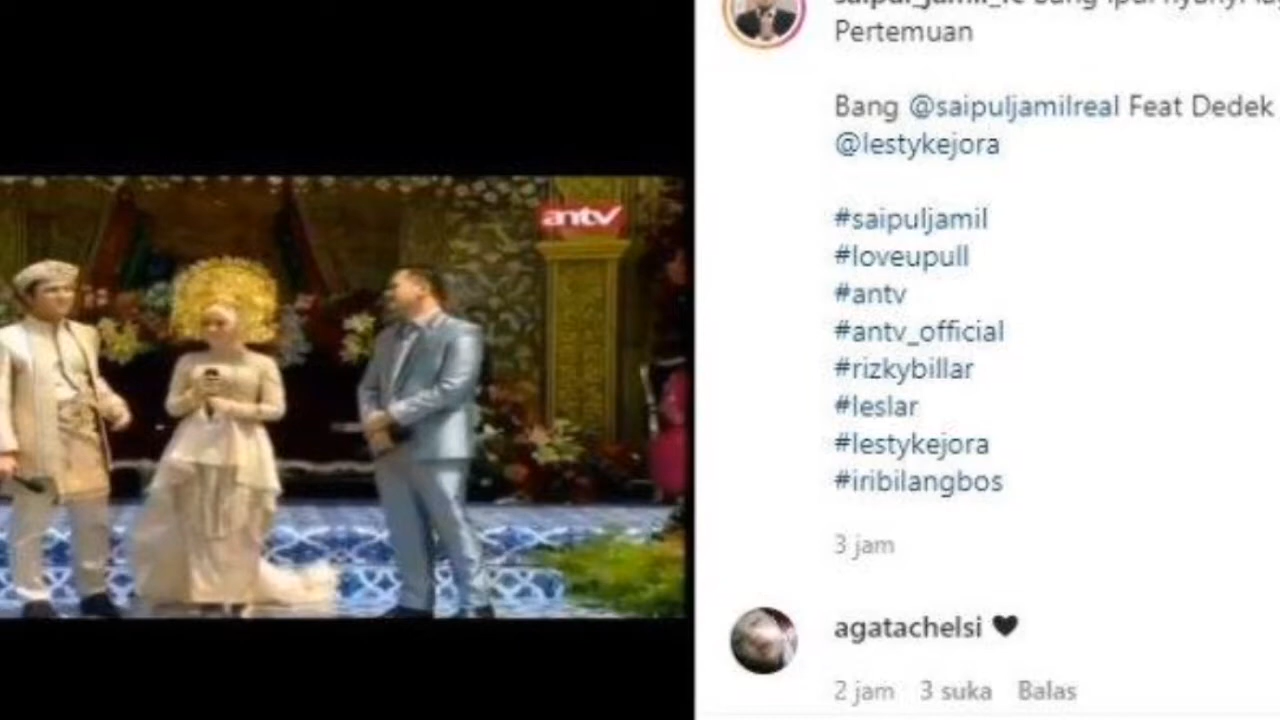 antv
Pertemuan
Bang @saipuljamilreal Feat Dedek
@lestykejora
#saipuljamil
#loveupull
#antv
#antv_official
#rizkybillar
#leslar
#lestykejora
#iribilangbos
3 jam
agatachelsi 🖤
2 jam 3 suka Balas